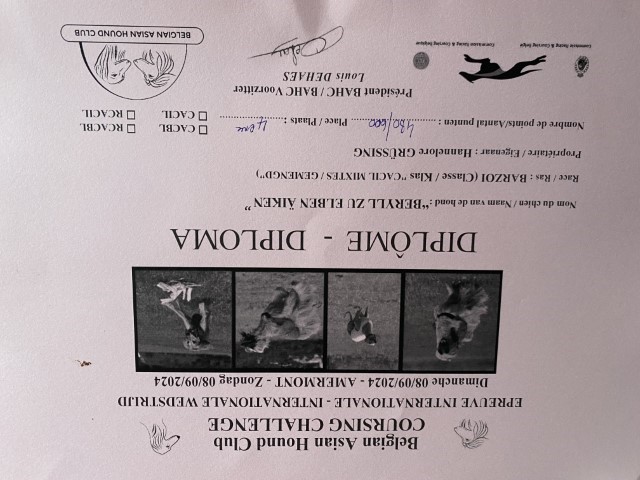 Belgian Asian Hound Club
COURSING CHALLENGE
EPREUVE INTERNATIONALE - INTERNATIONALE WEDSTRIJD
Dimanche 08/09/2024 - AMERMONT - Zondag 08/09/2024
DIPLÔME - DIPLOMA
Nom du chien / Naam van de hond : "BERYLL ZU ELBEN ÄIKEN"
Race / Ras : BARZOI (Classe / Klas "CACIL MIXTES / GEMENGD")
Propriétaire / Eigenaar : Hannelore GRÜSSING
Nombre de points/Aantal punten : 480/600 Place / Plaats : 4ème
CACIL RCACIL
CACBL RCACBL
Président BAHC / BAHC Voorzitter
Louis DEHAES
BELGIAN ASIAN HOUND CLUB